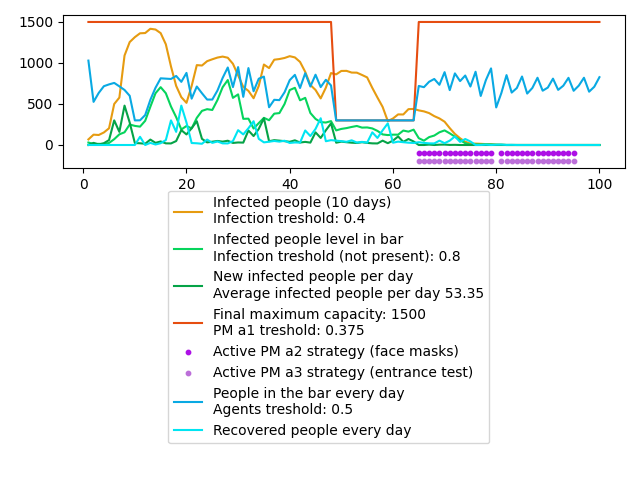 1500
1000
500
0
0
20
40
60
80
100
Infected people (10 days)
Infection treshold: 0.4
Infected people level in bar
Infection treshold (not present): 0.8
New infected people per day
Average infected people per day 53.35
Final maximum capacity: 1500
PM a1 treshold: 0.375
Active PM a2 strategy (face masks)
Active PM a3 strategy (entrance test)
People in the bar every day
Agents treshold: 0.5
Recovered people every day